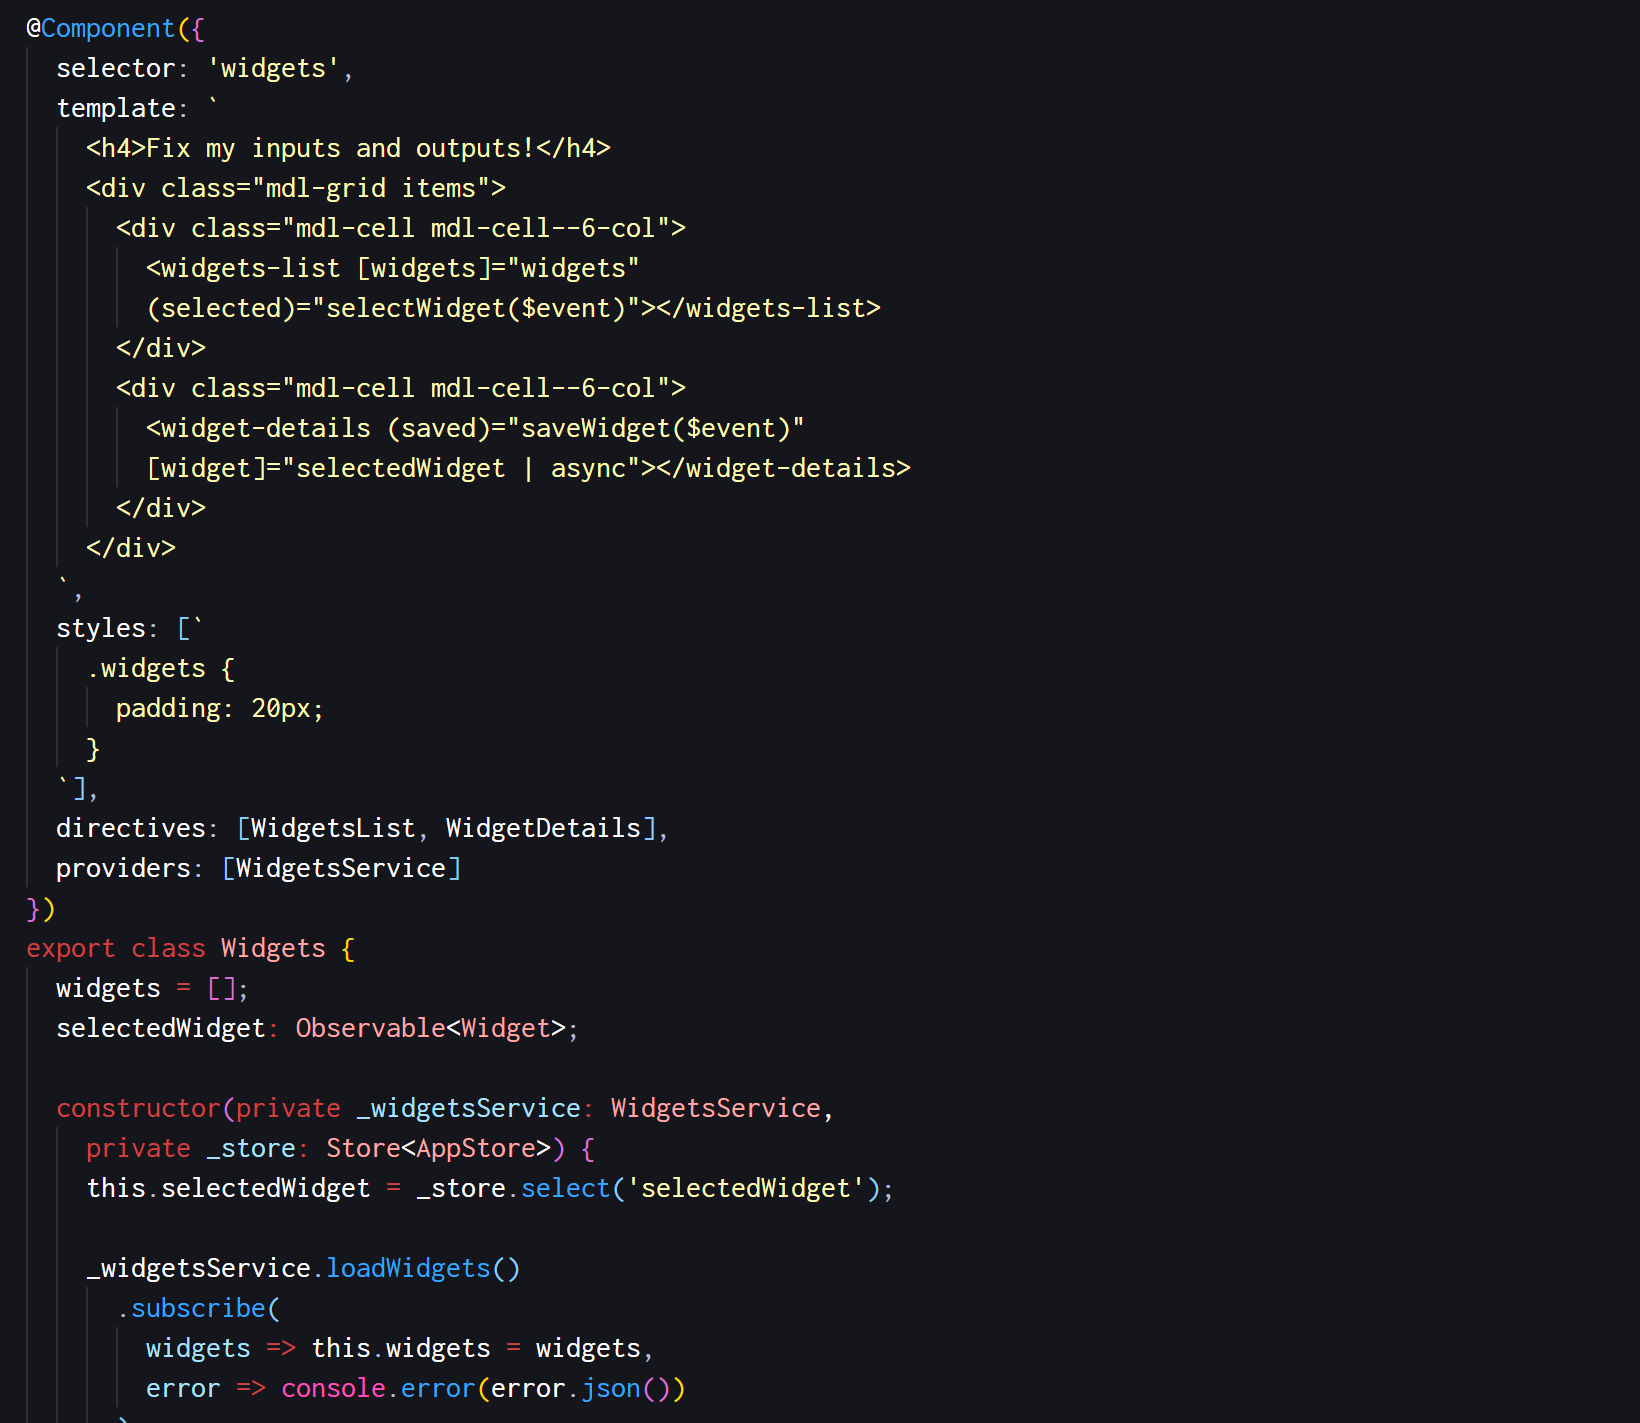 @Component({
  selector: 'widgets',
  template: `
    <h4>Fix my inputs and outputs!</h4>
    <div class="mdl-grid items">
      <div class="mdl-cell mdl-cell--6-col">
        <widgets-list [widgets]="widgets"
        (selected)="selectWidget($event)"></widgets-list>
      </div>
      <div class="mdl-cell mdl-cell--6-col">
        <widget-details (saved)="saveWidget($event)"
        [widget]="selectedWidget | async"></widget-details>
      </div>
    </div>
  `,
  styles: [`
    .widgets {
      padding: 20px;
    }
  `],
  directives: [WidgetsList, WidgetDetails],
  providers: [WidgetsService]
})
export class Widgets {
  widgets = [];
  selectedWidget: Observable<Widget>;

  constructor(private _widgetsService: WidgetsService,
    private _store: Store<AppStore>) {
    this.selectedWidget = _store.select('selectedWidget');

    _widgetsService.loadWidgets()
      .subscribe(
        widgets => this.widgets = widgets,
        error => console.error(error.json())